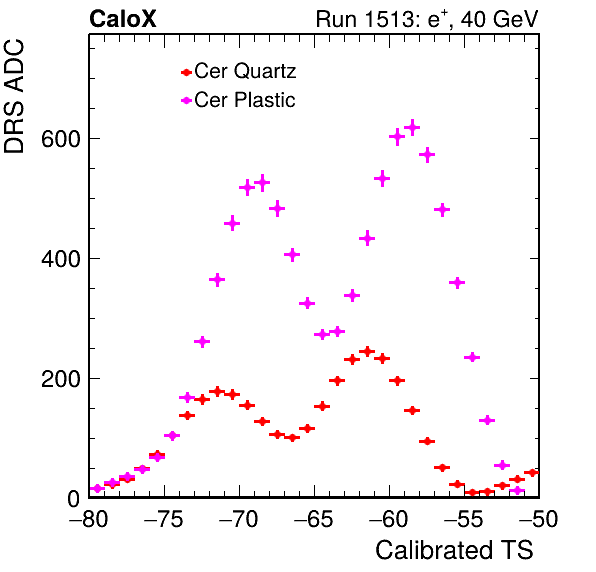 CaloX Run 1513: e⁺, 40 GeV
DRS ADC
Cer Quartz
Cer Plastic
600
400
200
0
−80 −75 −70 −65 −60 −55 −50
Calibrated TS